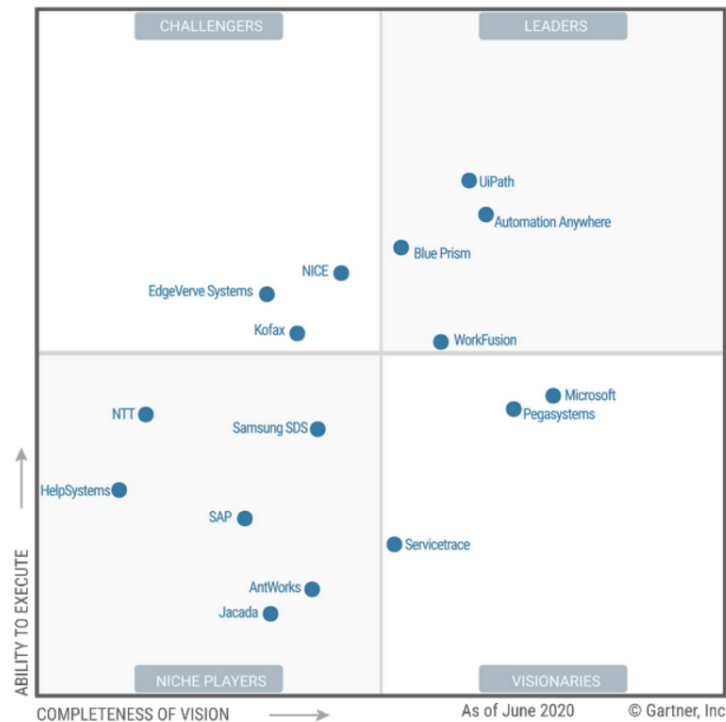 CHALLENGERS
LEADERS
UiPath
Automation Anywhere
Blue Prism
NICE
EdgeVerve Systems
Kofax
WorkFusion
Microsoft
Pegasystems
NTT
Samsung SDS
HelpSystems
SAP
Servicetrace
AntWorks
Jacada
ABILITY TO EXECUTE
NICHE PLAYERS
VISIONARIES
COMPLETENESS OF VISION
As of June 2020
© Gartner, Inc